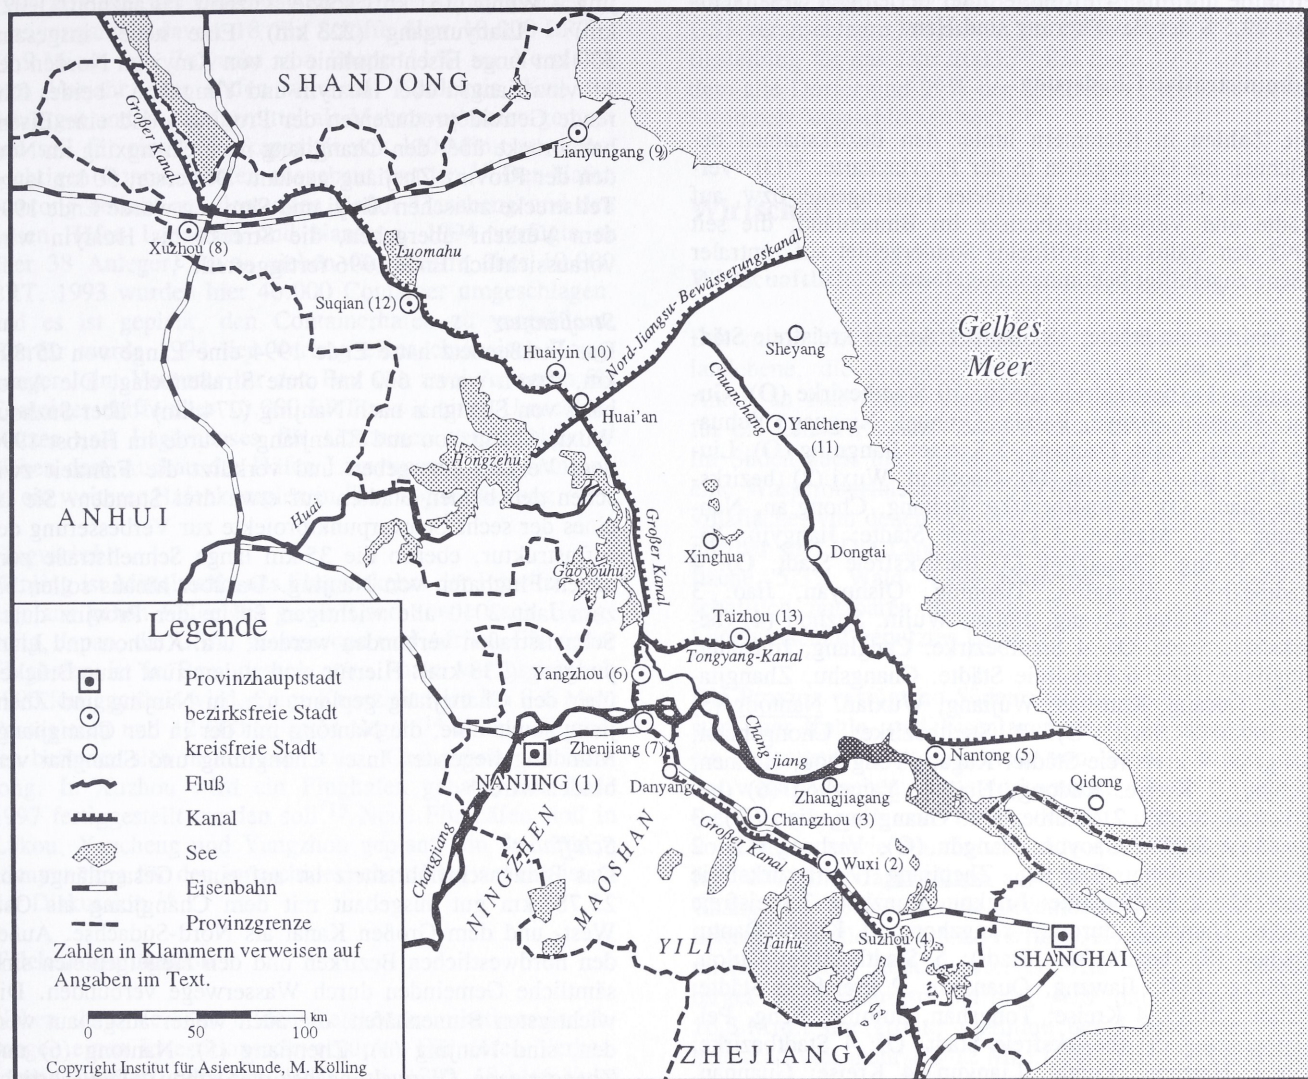 SHANDONG
Großer Kanal
Lianyungang (9)
Xuzhou (8)
Luomahu
Suqian (12)
Nord-Jiangsu-Bewässerungskanal
Gelbes
Meer
Sheyang
Huaiyin (10)
Huai'an
Chuanchang
Yancheng
(11)
Hongzehu
ANHUI
Huai
Großer Kanal
Xinghua
Dongtai
Gaoyouhu
Taizhou (13)
Tongyang-Kanal
Yangzhou (6)
Zhenjiang (7)
Chang
jiang
Nantong (5)
NANJING (1)
Danyang
Zhangjiagang
Qidong
Changzhou (3)
Großer Kanal
Wuxi (2)
Changjiang
NINGZHEN
MAOSHAN
YILI
Taihu
Suzhou (4)
SHANGHAI
ZHEJIANG
Legende
Provinzhauptstadt
bezirksfreie Stadt
kreisfreie Stadt
Fluß
Kanal
See
Eisenbahn
Provinzgrenze
Zahlen in Klammern verweisen auf
Angaben im Text.
0 50 100 km
Copyright Institut für Asienkunde, M. Kölling